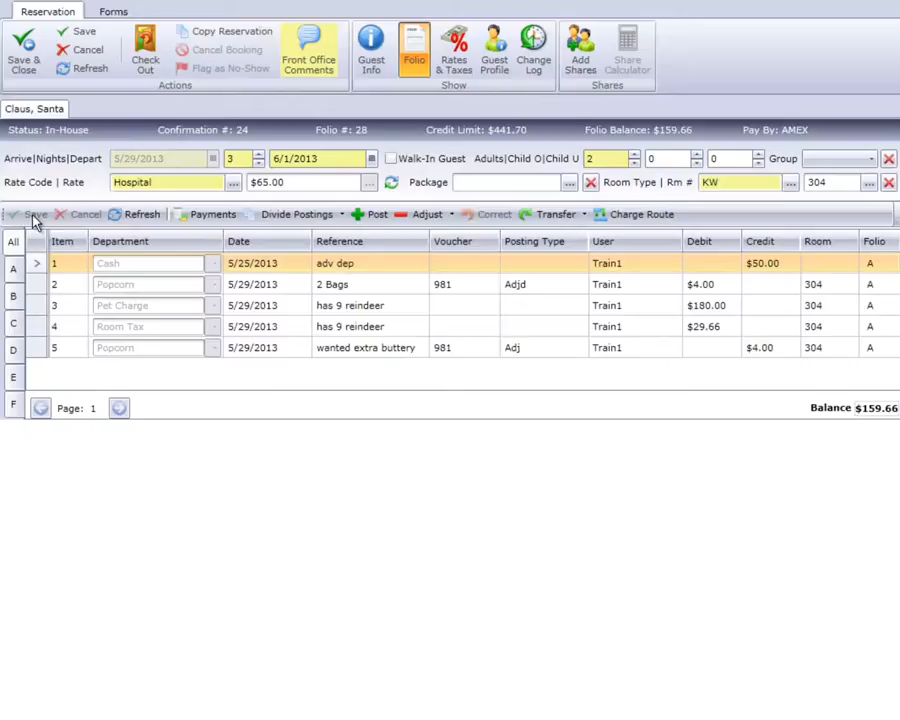 Reservation Forms
Save & Close Save Cancel Refresh Check Out Copy Reservation Cancel Booking Flag as No-Show Front Office Comments Guest Info Folio Rates & Taxes Guest Profile Change Log Add Shares Share Calculator
Actions Show Shares
Claus, Santa
Status: In-House Confirmation #: 24 Folio #: 28 Credit Limit: $441.70 Folio Balance: $159.66 Pay By: AMEX
Arrive|Nights|Depart 5/29/2013 3 6/1/2013 Walk-In Guest Adults|Child O|Child U 2 0 0 Group
Rate Code | Rate Hospital ... $65.00 ... Package ... Room Type | Rm # KW ... 304 ...
Save Cancel Refresh Payments Divide Postings Post Adjust Correct Transfer Charge Route
All Item Department Date Reference Voucher Posting Type User Debit Credit Room Folio
A > 1 Cash 5/25/2013 adv dep Train1 $50.00 A
B 2 Popcorn 5/29/2013 2 Bags 981 Adjd Train1 $4.00 304 A
C 3 Pet Charge 5/29/2013 has 9 reindeer Train1 $180.00 304 A
4 Room Tax 5/29/2013 has 9 reindeer Train1 $29.66 304 A
D 5 Popcorn 5/29/2013 wanted extra buttery 981 Adj Train1 $4.00 304 A
E
F Page: 1 Balance $159.66